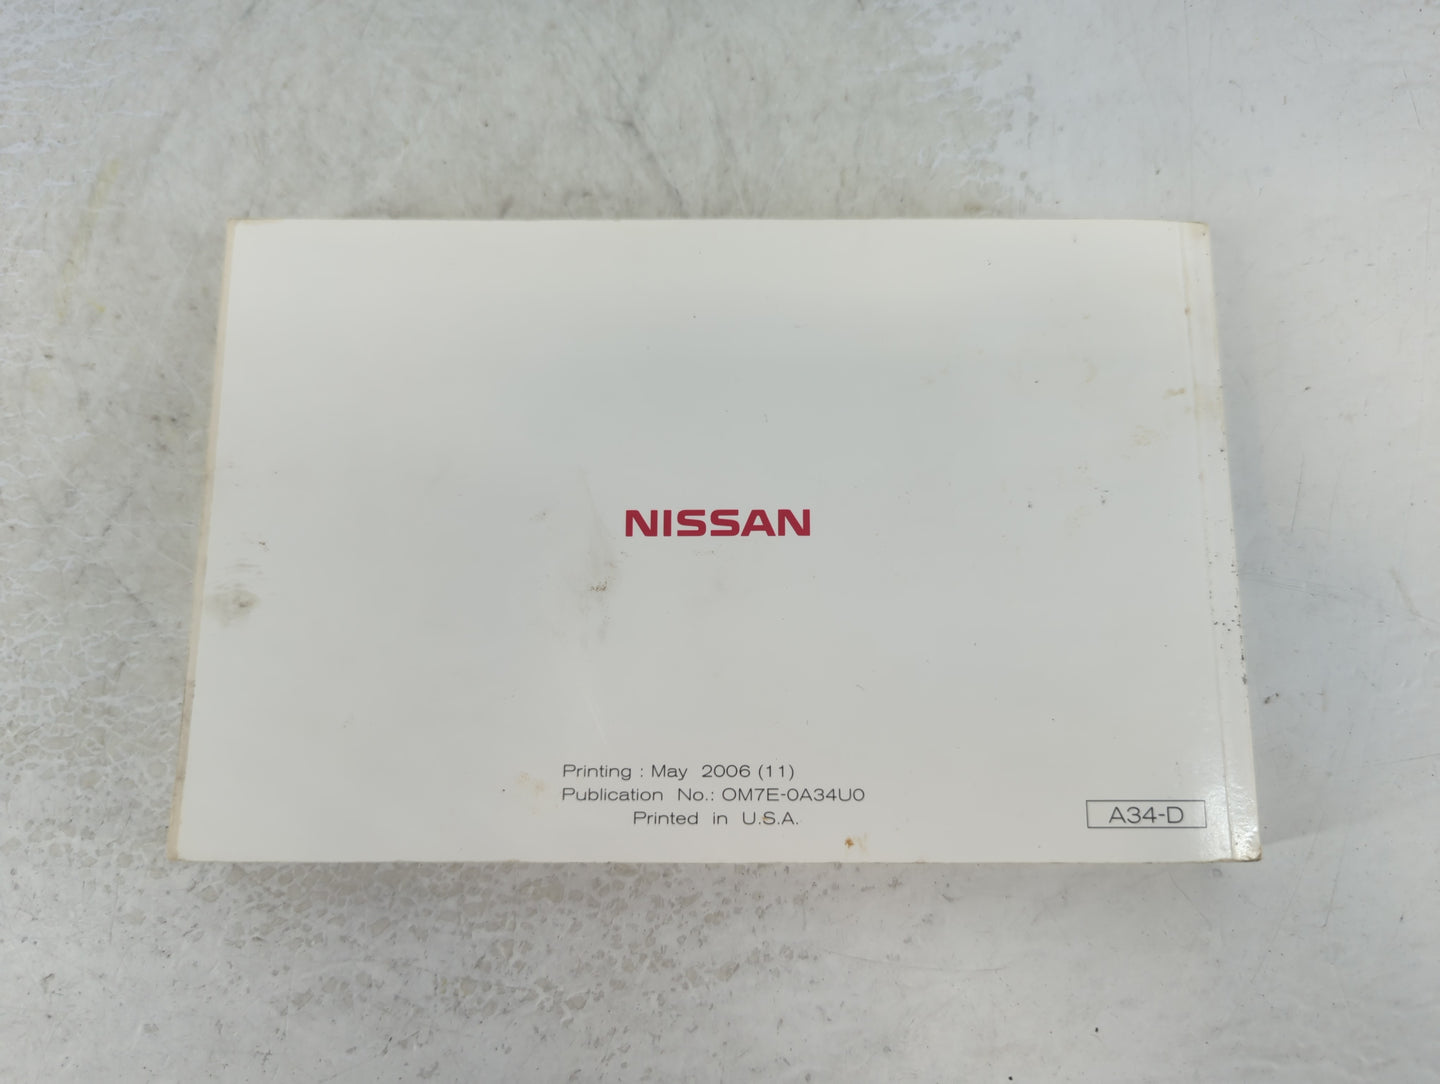 NISSAN
Printing : May 2006 (11)
Publication No.: OM7E-0A34U0
Printed in U.S.A.
A34-D